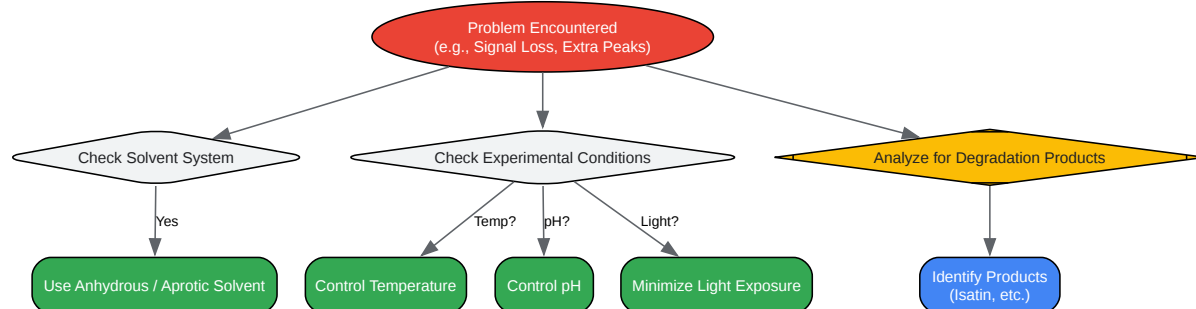 Problem Encountered
(e.g., Signal Loss, Extra Peaks)
Check Solvent System
Check Experimental Conditions
Analyze for Degradation Products
Yes
Temp?
pH?
Light?
Use Anhydrous / Aprotic Solvent
Control Temperature
Control pH
Minimize Light Exposure
Identify Products
(Isatin, etc.)